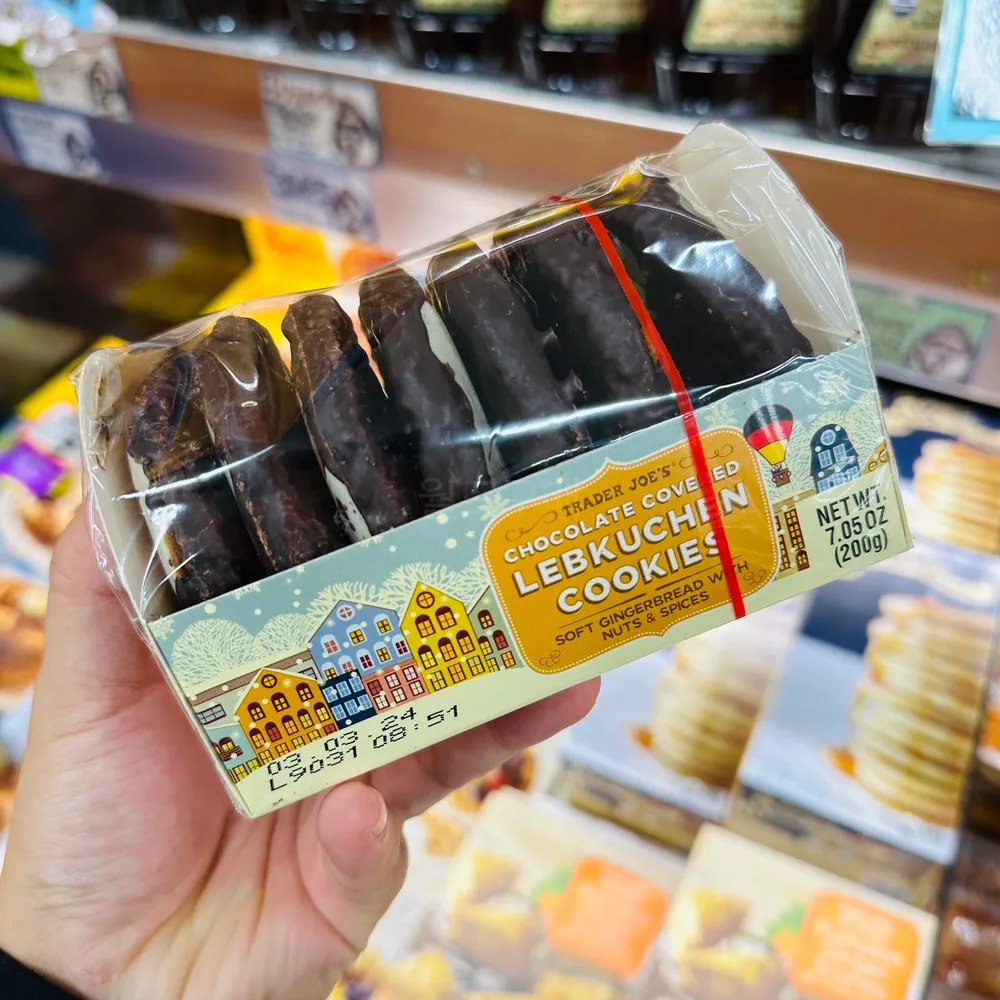 TRADER JOE'S
CHOCOLATE COVERED
LEBKUCHEN
COOKIES
SOFT GINGERBREAD WITH
NUTS & SPICES
NET WT.
7.05 OZ
(200g)
03.03.24
L9031 08:51